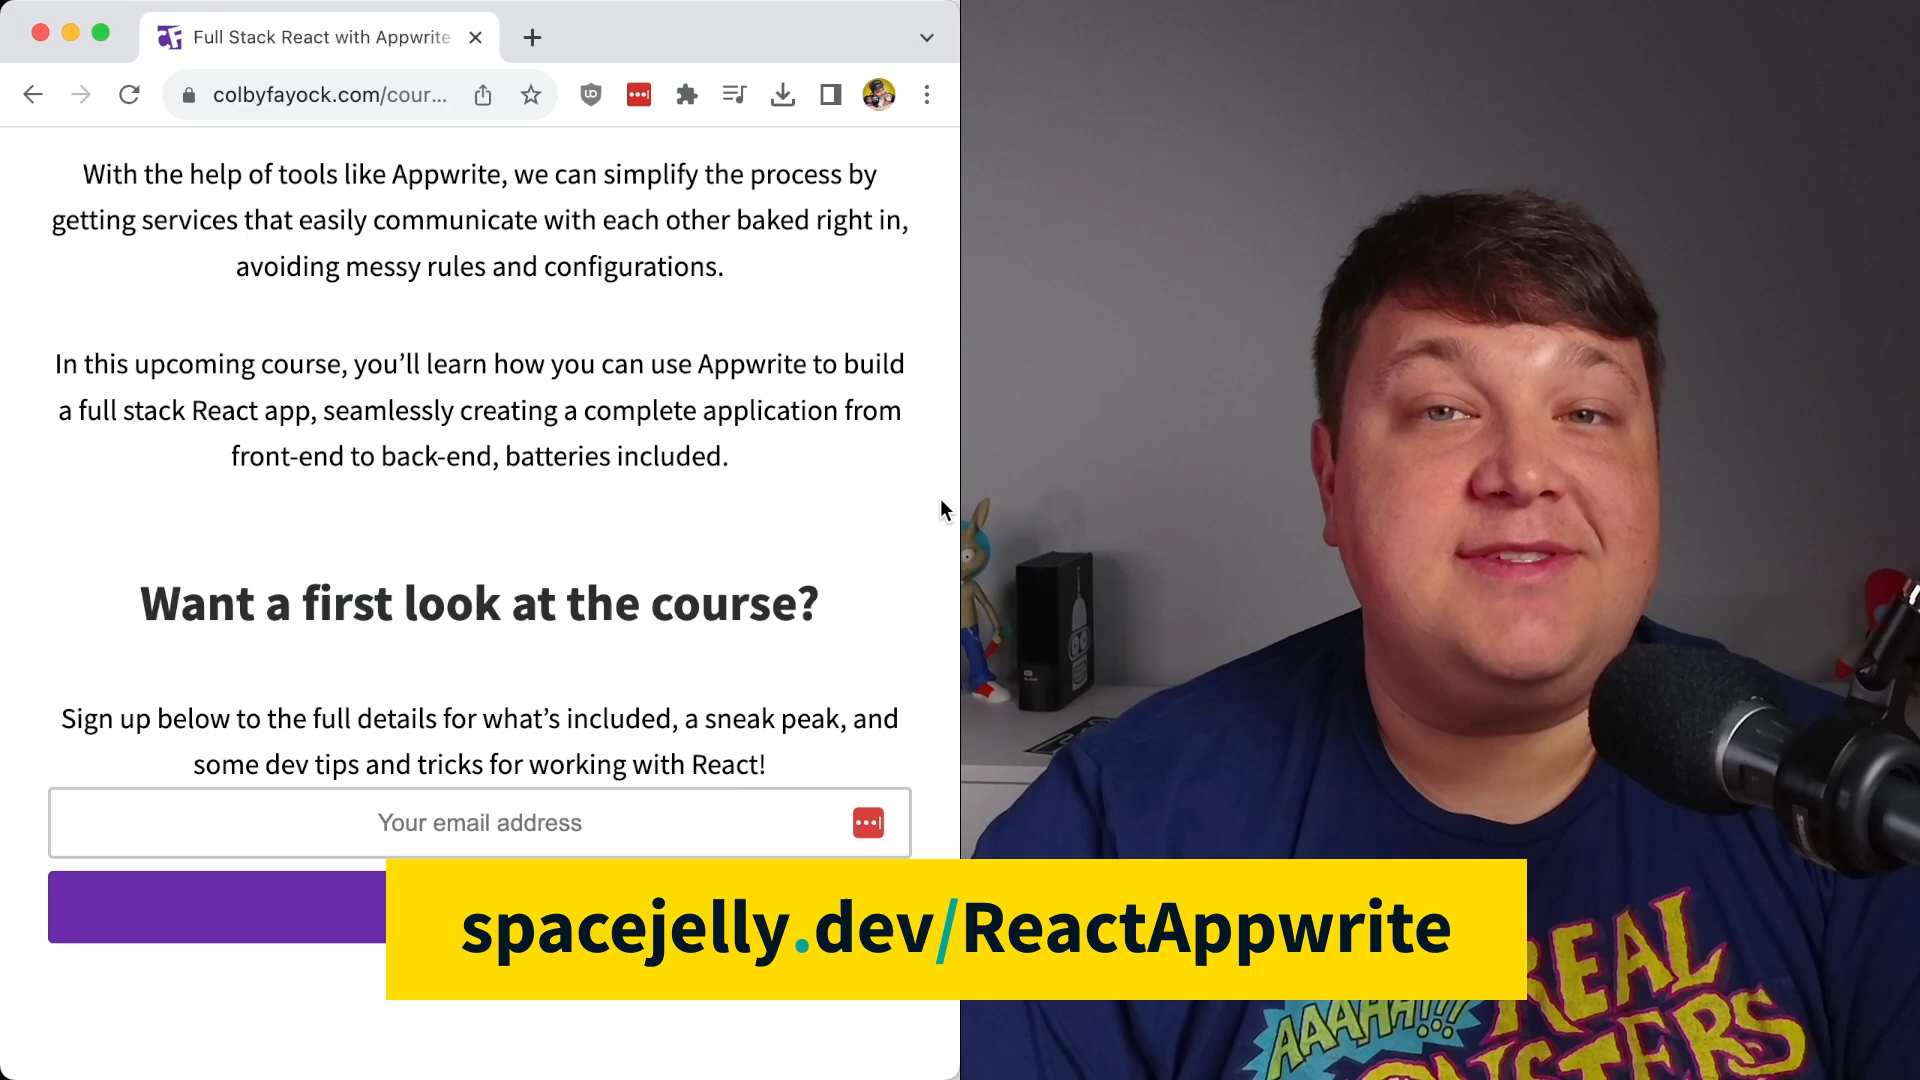 Full Stack React with Appwrite
colbyfayock.com/cour...
With the help of tools like Appwrite, we can simplify the process by
getting services that easily communicate with each other baked right in,
avoiding messy rules and configurations.
In this upcoming course, you’ll learn how you can use Appwrite to build
a full stack React app, seamlessly creating a complete application from
front-end to back-end, batteries included.
Want a first look at the course?
Sign up below to the full details for what’s included, a sneak peak, and
some dev tips and tricks for working with React!
Your email address
spacejelly.dev/ReactAppwrite
AAAHH!!!
REAL
MONSTERS